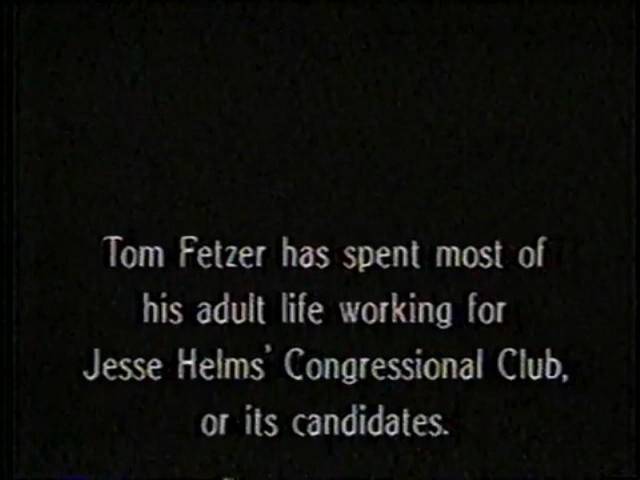 Tom Fetzer has spent most of
his adult life working for
Jesse Helms' Congressional Club,
or its candidates.